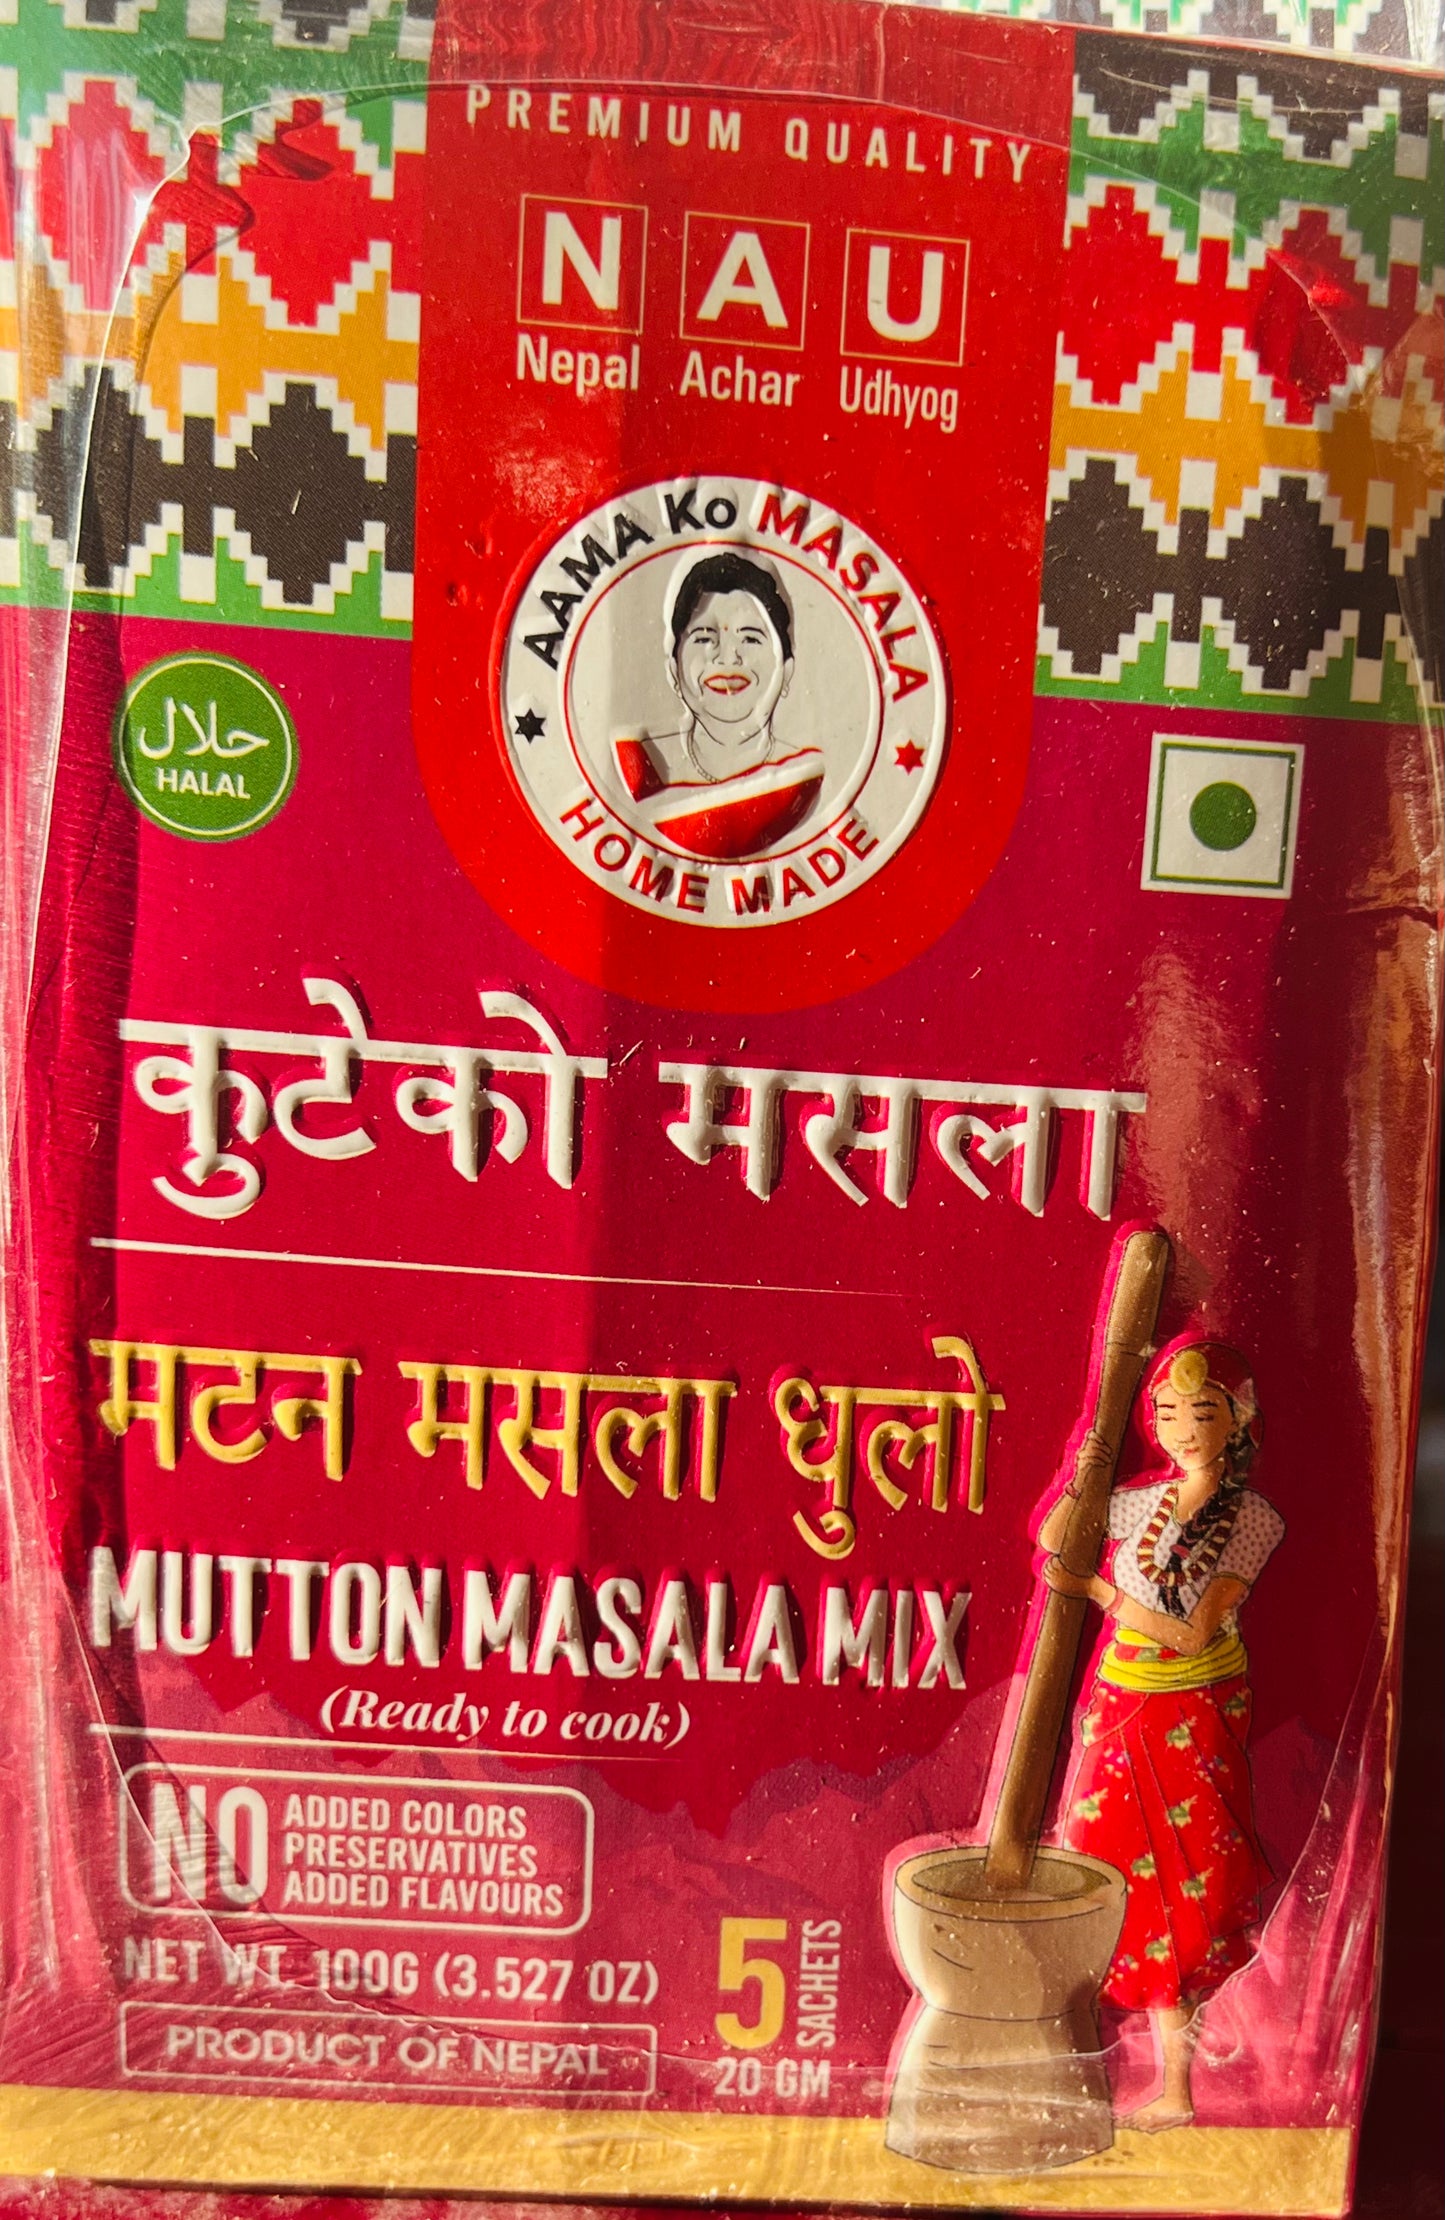 PREMIUM QUALITY
N A U
Nepal Achar Udhyog
AAMA Ko MASALA
HOME MADE
حلال
HALAL
कुटेको मसला
मटन मसला धुलो
MUTTON MASALA MIX
(Ready to cook)
NO ADDED COLORS
PRESERVATIVES
ADDED FLAVOURS
NET WT. 100G (3.527 OZ)
5 SACHETS
20 GM
PRODUCT OF NEPAL